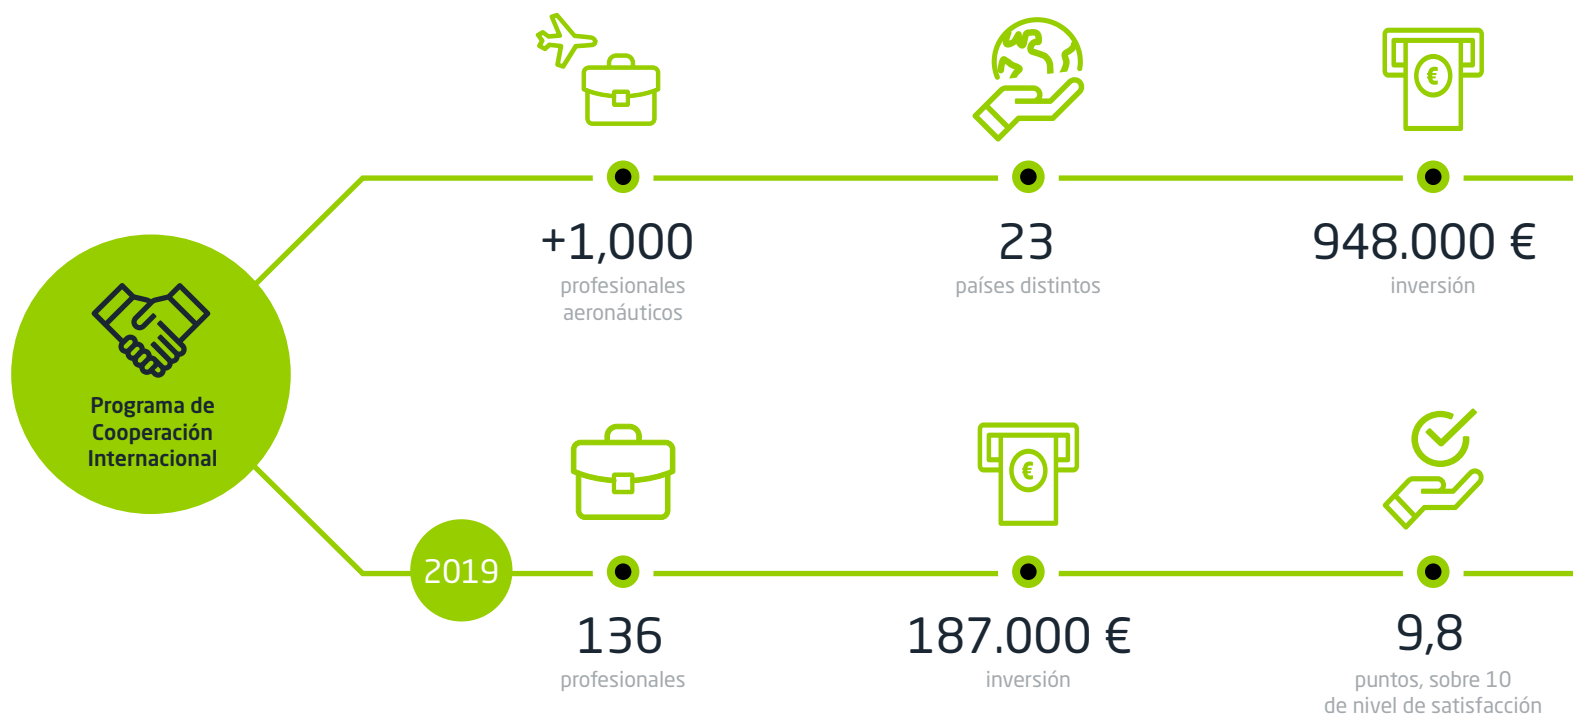 Programa de
Cooperación
Internacional
+1,000
profesionales
aeronáuticos
23
países distintos
948.000 €
inversión
2019
136
profesionales
187.000 €
inversión
9,8
puntos, sobre 10
de nivel de satisfacción